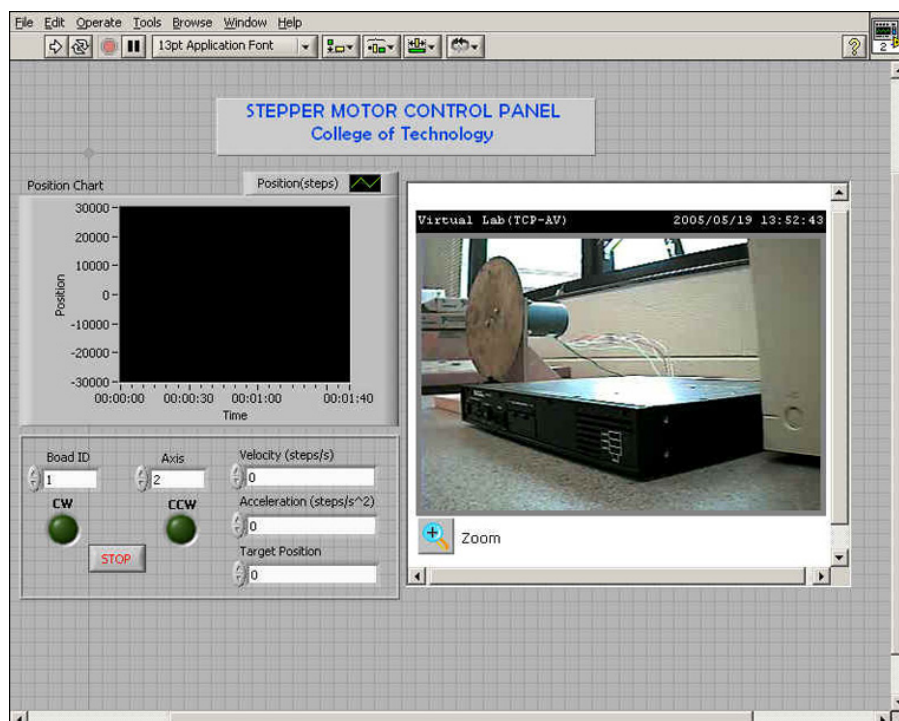 File Edit Operate Tools Browse Window Help
13pt Application Font
?
2
STEPPER MOTOR CONTROL PANEL
College of Technology
Position Chart
Position(steps)
30000
20000
10000
0
-10000
-20000
-30000
Position
00:00:00 00:00:30 00:01:00 00:01:40
Time
Boad ID
1
Axis
2
CW
CCW
STOP
Velocity (steps/s)
0
Acceleration (steps/s^2)
0
Target Position
0
Virtual Lab(TCP-AV) 2005/05/19 13:52:43
Zoom